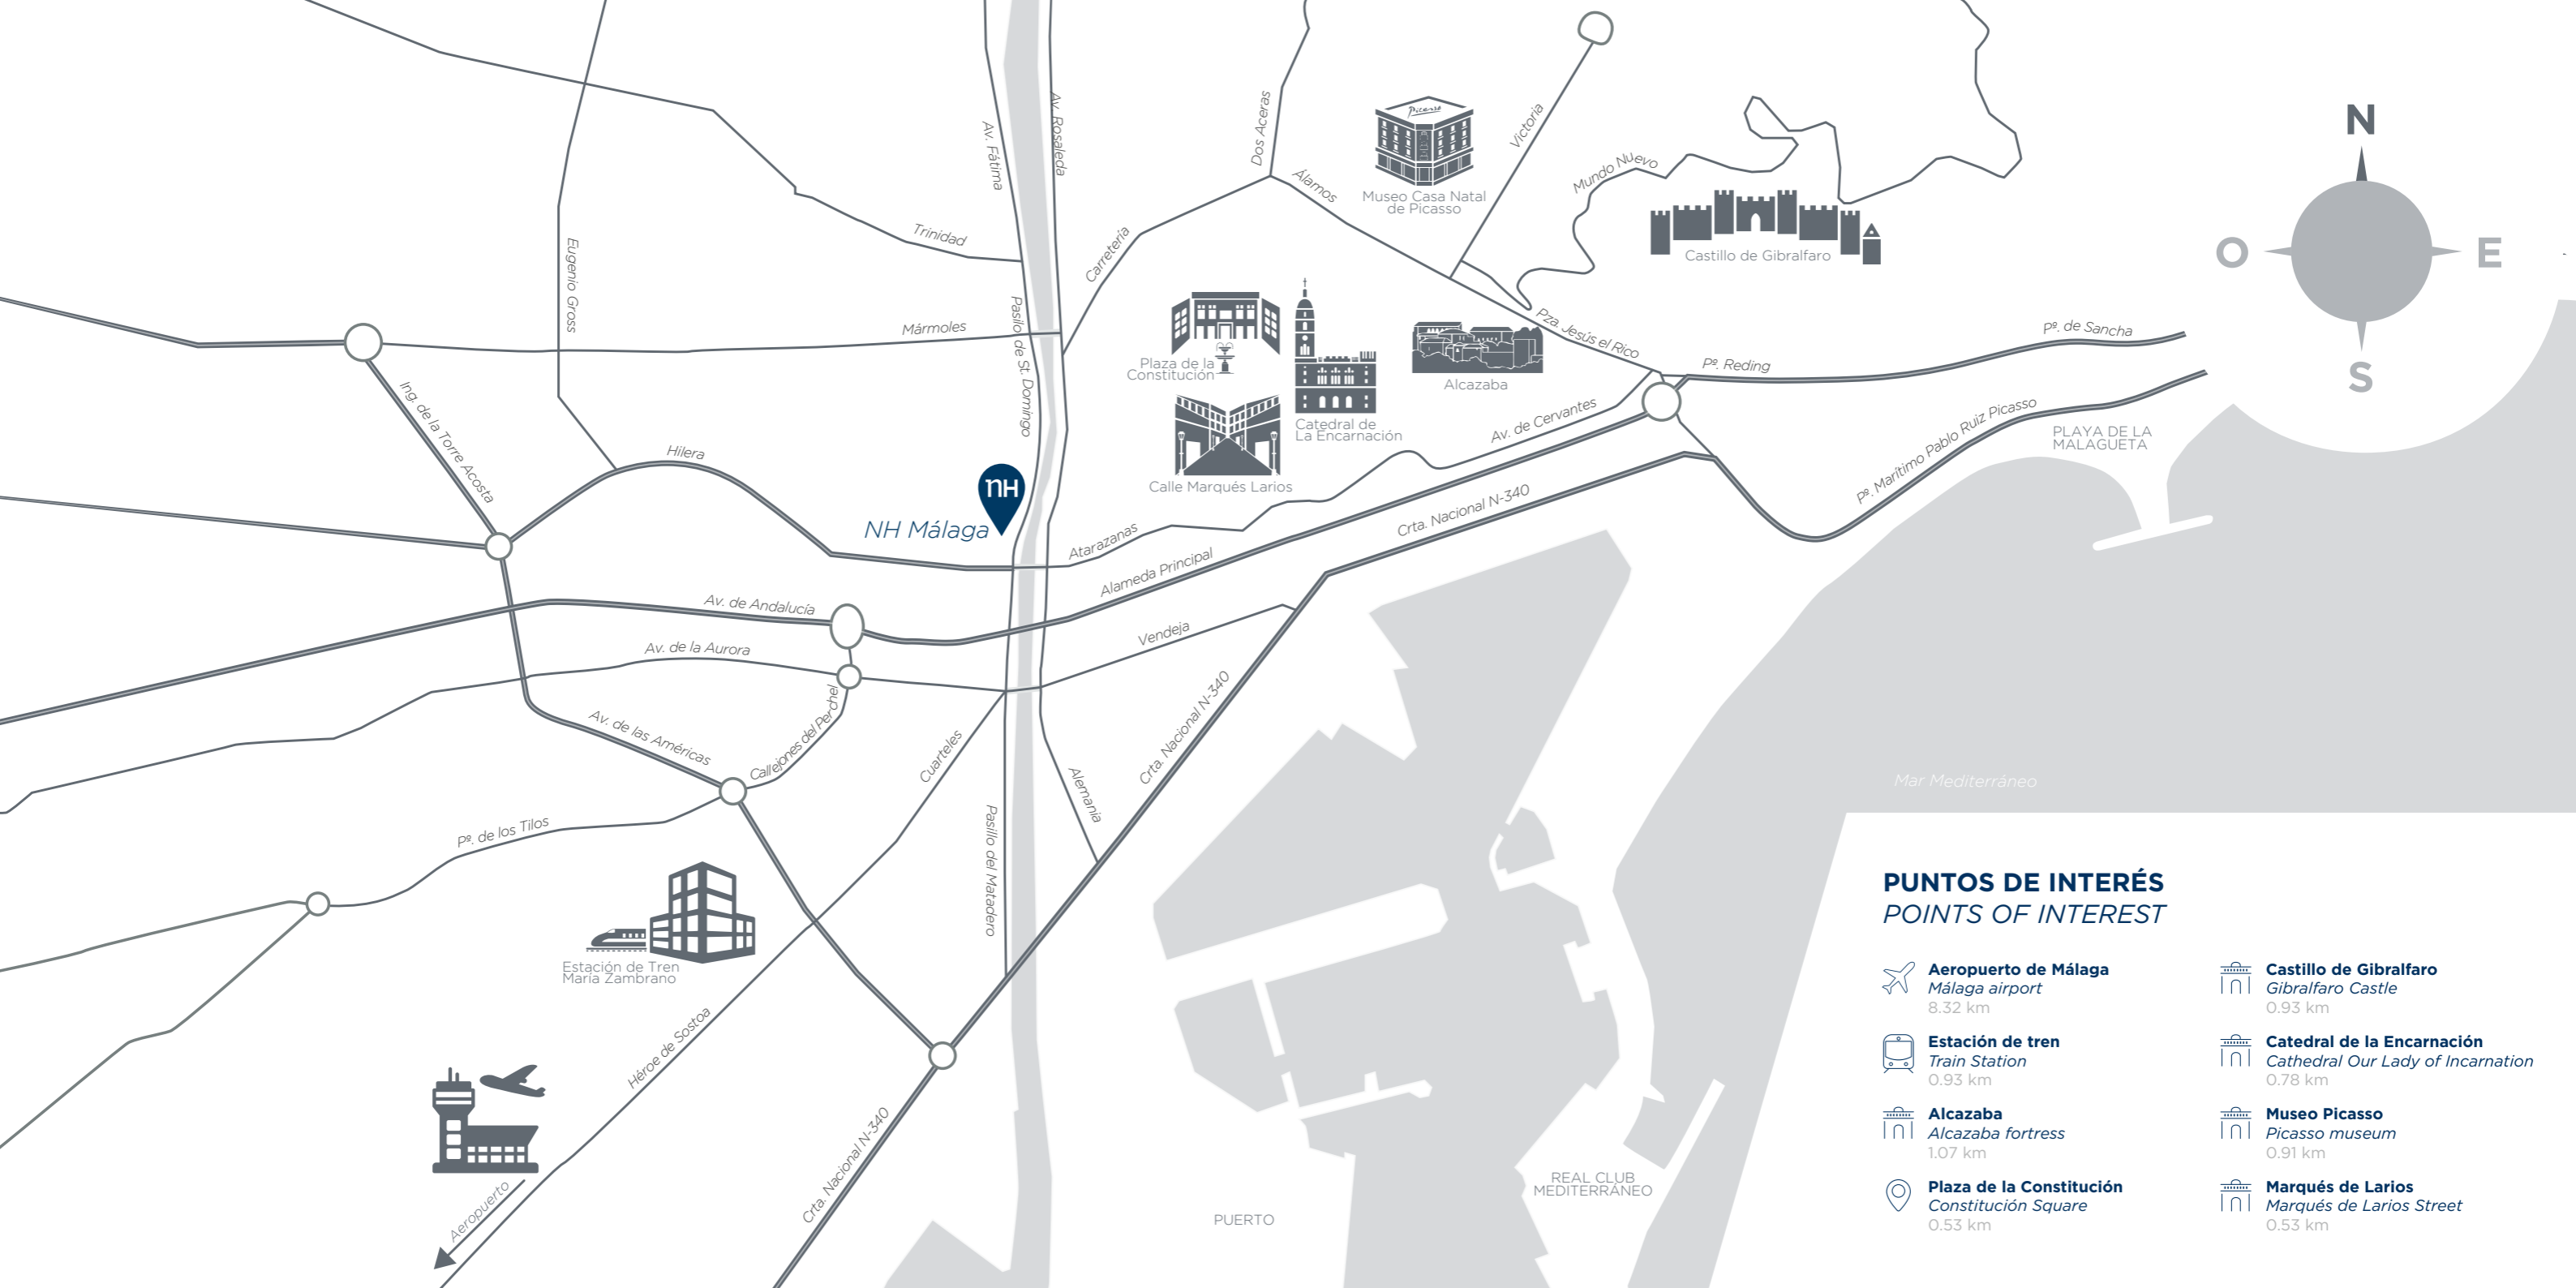 Av. Fátima
Av. Rosaleda
Dos Aceras
Álamos
Picasso
Museo Casa Natal
de Picasso
Victoria
Mundo Nuevo
Castillo de Gibralfaro
N
O
E
S
Trinidad
Carretería
Eugenio Gross
Mármoles
Pasilo de St. Domingo
Plaza de la
Constitución
Catedral de
La Encarnación
Alcazaba
Pza. Jesús el Rico
Pº. Reding
Pº. de Sancha
Ing. de la Torre Acosta
Hilera
nH
NH Málaga
Calle Marqués Larios
Av. de Cervantes
Pº. Marítimo Pablo Ruiz Picasso
PLAYA DE LA
MALAGUETA
Atarazanas
Alameda Principal
Crta. Nacional N-340
Av. de Andalucía
Av. de la Aurora
Vendeja
Av. de las Américas
Callejones del Perchel
Cuarteles
Alemania
Crta. Nacional N-340
Mar Mediterráneo
Pº. de los Tilos
Pasillo del Matadero
Estación de Tren
María Zambrano
Héroe de Sostoa
Crta. Nacional N-340
Aeropuerto
PUERTO
REAL CLUB
MEDITERRÁNEO
PUNTOS DE INTERÉS
POINTS OF INTEREST
Aeropuerto de Málaga
Málaga airport
8.32 km
Estación de tren
Train Station
0.93 km
Alcazaba
Alcazaba fortress
1.07 km
Plaza de la Constitución
Constitución Square
0.53 km
Castillo de Gibralfaro
Gibralfaro Castle
0.93 km
Catedral de la Encarnación
Cathedral Our Lady of Incarnation
0.78 km
Museo Picasso
Picasso museum
0.91 km
Marqués de Larios
Marqués de Larios Street
0.53 km